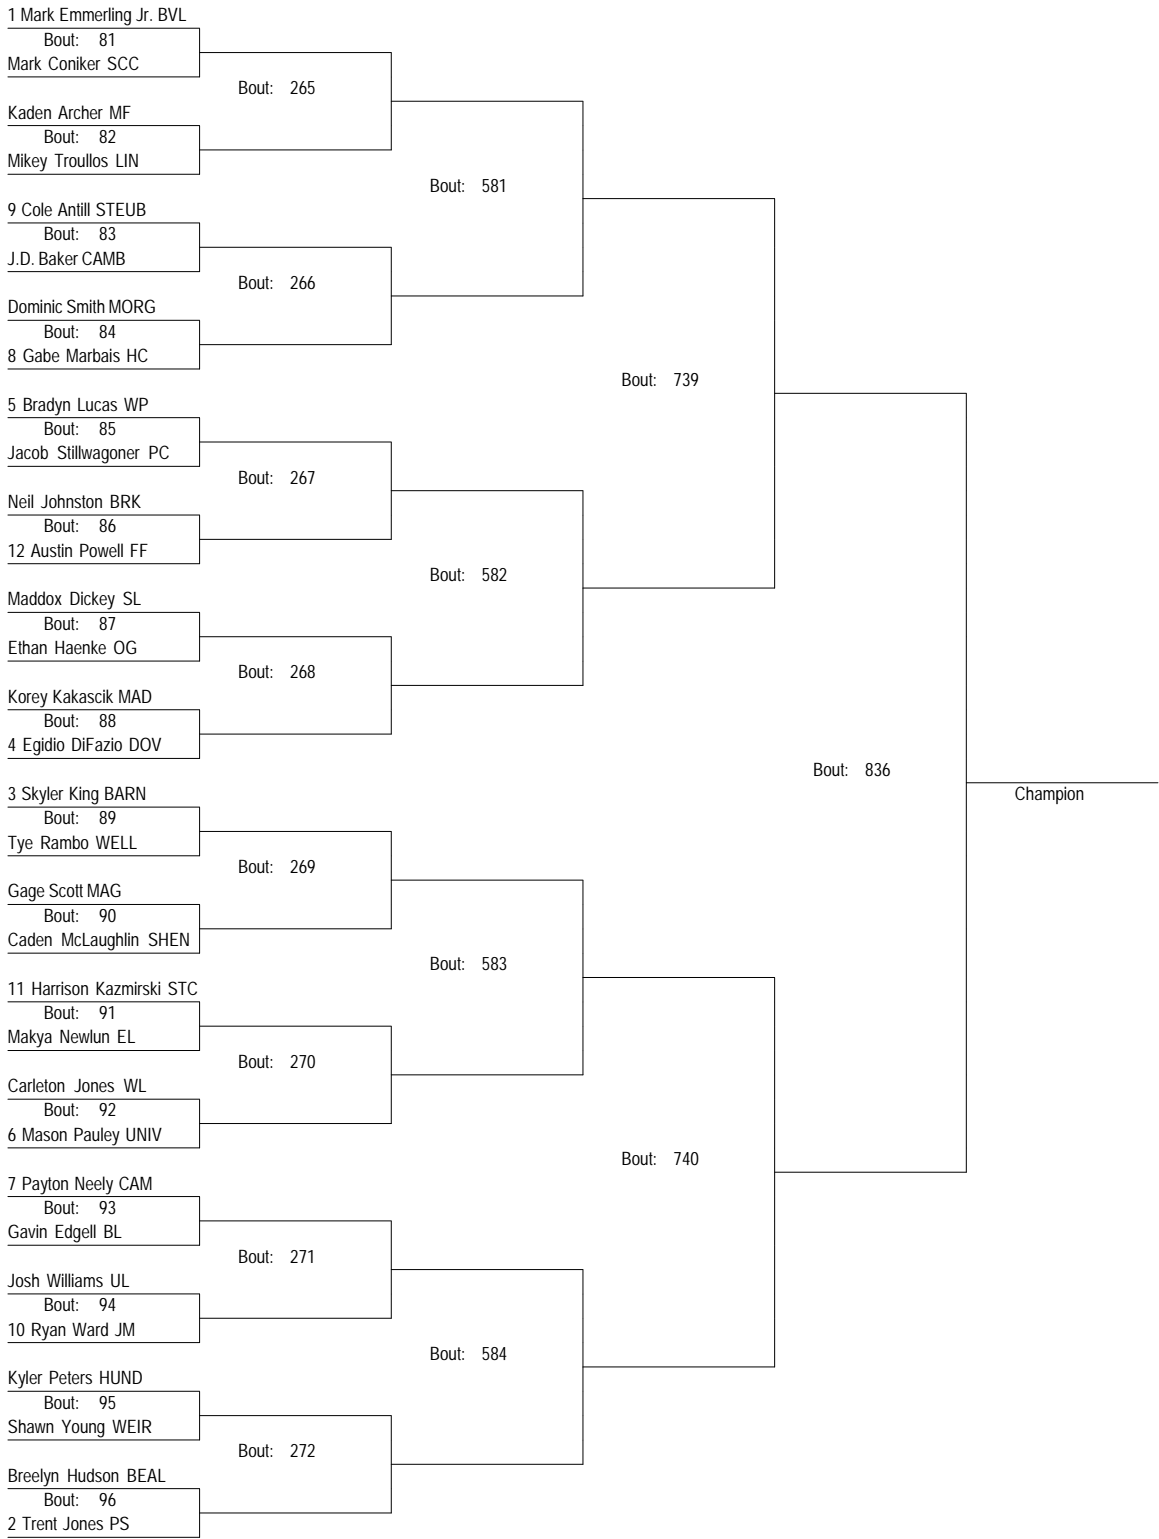 1 Mark Emmerling Jr. BVL
Bout: 81
Mark Coniker SCC
Bout: 265
Kaden Archer MF
Bout: 82
Mikey Troullos LIN
Bout: 581
9 Cole Antill STEUB
Bout: 83
J.D. Baker CAMB
Bout: 266
Dominic Smith MORG
Bout: 84
8 Gabe Marbais HC
Bout: 739
5 Bradyn Lucas WP
Bout: 85
Jacob Stillwagoner PC
Bout: 267
Neil Johnston BRK
Bout: 86
12 Austin Powell FF
Bout: 582
Maddox Dickey SL
Bout: 87
Ethan Haenke OG
Bout: 268
Korey Kakascik MAD
Bout: 88
4 Egidio DiFazio DOV
Bout: 836
Champion
3 Skyler King BARN
Bout: 89
Tye Rambo WELL
Bout: 269
Gage Scott MAG
Bout: 90
Caden McLaughlin SHEN
Bout: 583
11 Harrison Kazmirski STC
Bout: 91
Makya Newlun EL
Bout: 270
Carleton Jones WL
Bout: 92
6 Mason Pauley UNIV
Bout: 740
7 Payton Neely CAM
Bout: 93
Gavin Edgell BL
Bout: 271
Josh Williams UL
Bout: 94
10 Ryan Ward JM
Bout: 584
Kyler Peters HUND
Bout: 95
Shawn Young WEIR
Bout: 272
Breelyn Hudson BEAL
Bout: 96
2 Trent Jones PS